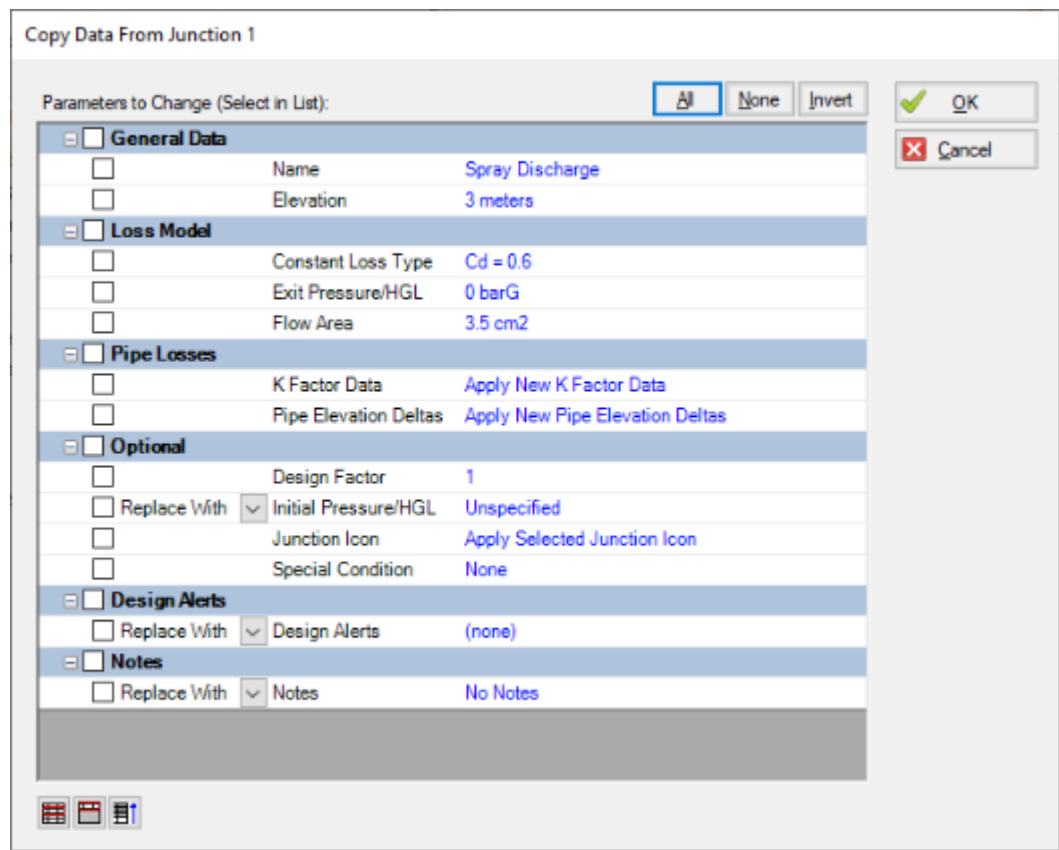 Copy Data From Junction 1
Parameters to Change (Select in List): All None Invert OK
Cancel
General Data
Name Spray Discharge
Elevation 3 meters
Loss Model
Constant Loss Type Cd = 0.6
Exit Pressure/HGL 0 barG
Flow Area 3.5 cm2
Pipe Losses
K Factor Data Apply New K Factor Data
Pipe Elevation Deltas Apply New Pipe Elevation Deltas
Optional
Design Factor 1
Replace With Initial Pressure/HGL Unspecified
Junction Icon Apply Selected Junction Icon
Special Condition None
Design Alerts
Replace With Design Alerts (none)
Notes
Replace With Notes No Notes